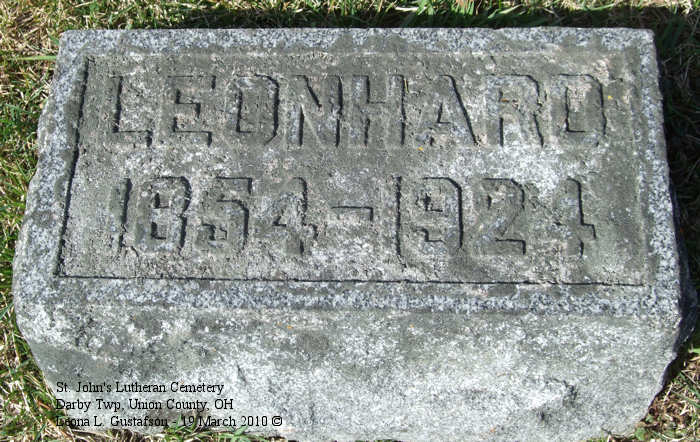 LEONHARD
1854-1924
St. John's Lutheran Cemetery
Darby Twp, Union County, OH
Leona L. Gustafson - 19 March 2010 ©